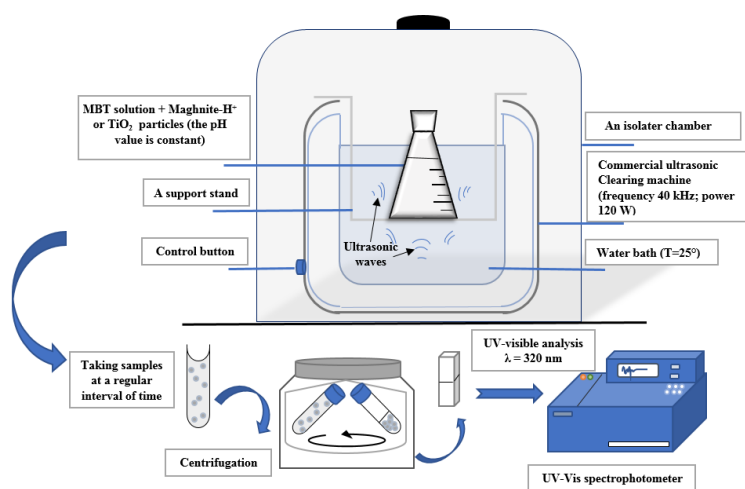 MBT solution + Maghnite-H⁺
or TiO₂ particles (the pH
value is constant)
A support stand
Control button
Ultrasonic
waves
An isolater chamber
Commercial ultrasonic
Clearing machine
(frequency 40 kHz; power
120 W)
Water bath (T=25°)
Taking samples
at a regular
interval of time
Centrifugation
UV-visible analysis
λ = 320 nm
UV-Vis spectrophotometer